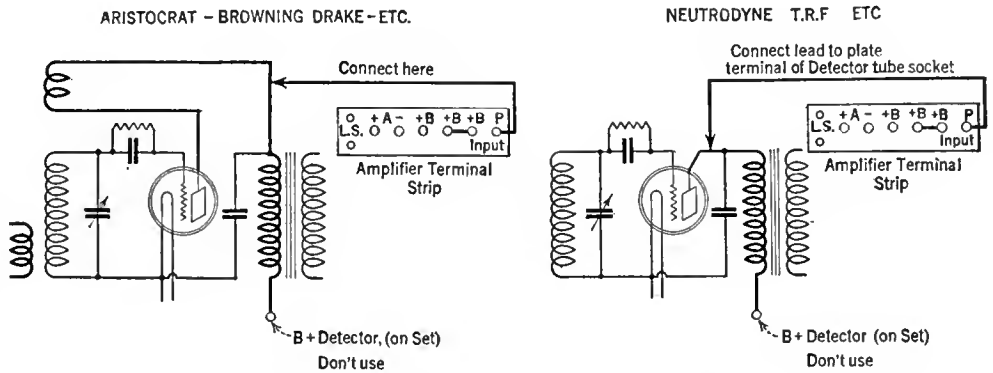 ARISTOCRAT - BROWNING DRAKE-ETC.
Connect here
+ A - +B +B +B P
L.S.
Input
Amplifier Terminal
Strip
B + Detector, (on Set)
Don't use
NEUTRODYNE T.R.F ETC
Connect lead to plate
terminal of Detector tube socket
+ A - +B +B +B P
L.S.
Input
Amplifier Terminal
Strip
B + Detector (on Set)
Don't use